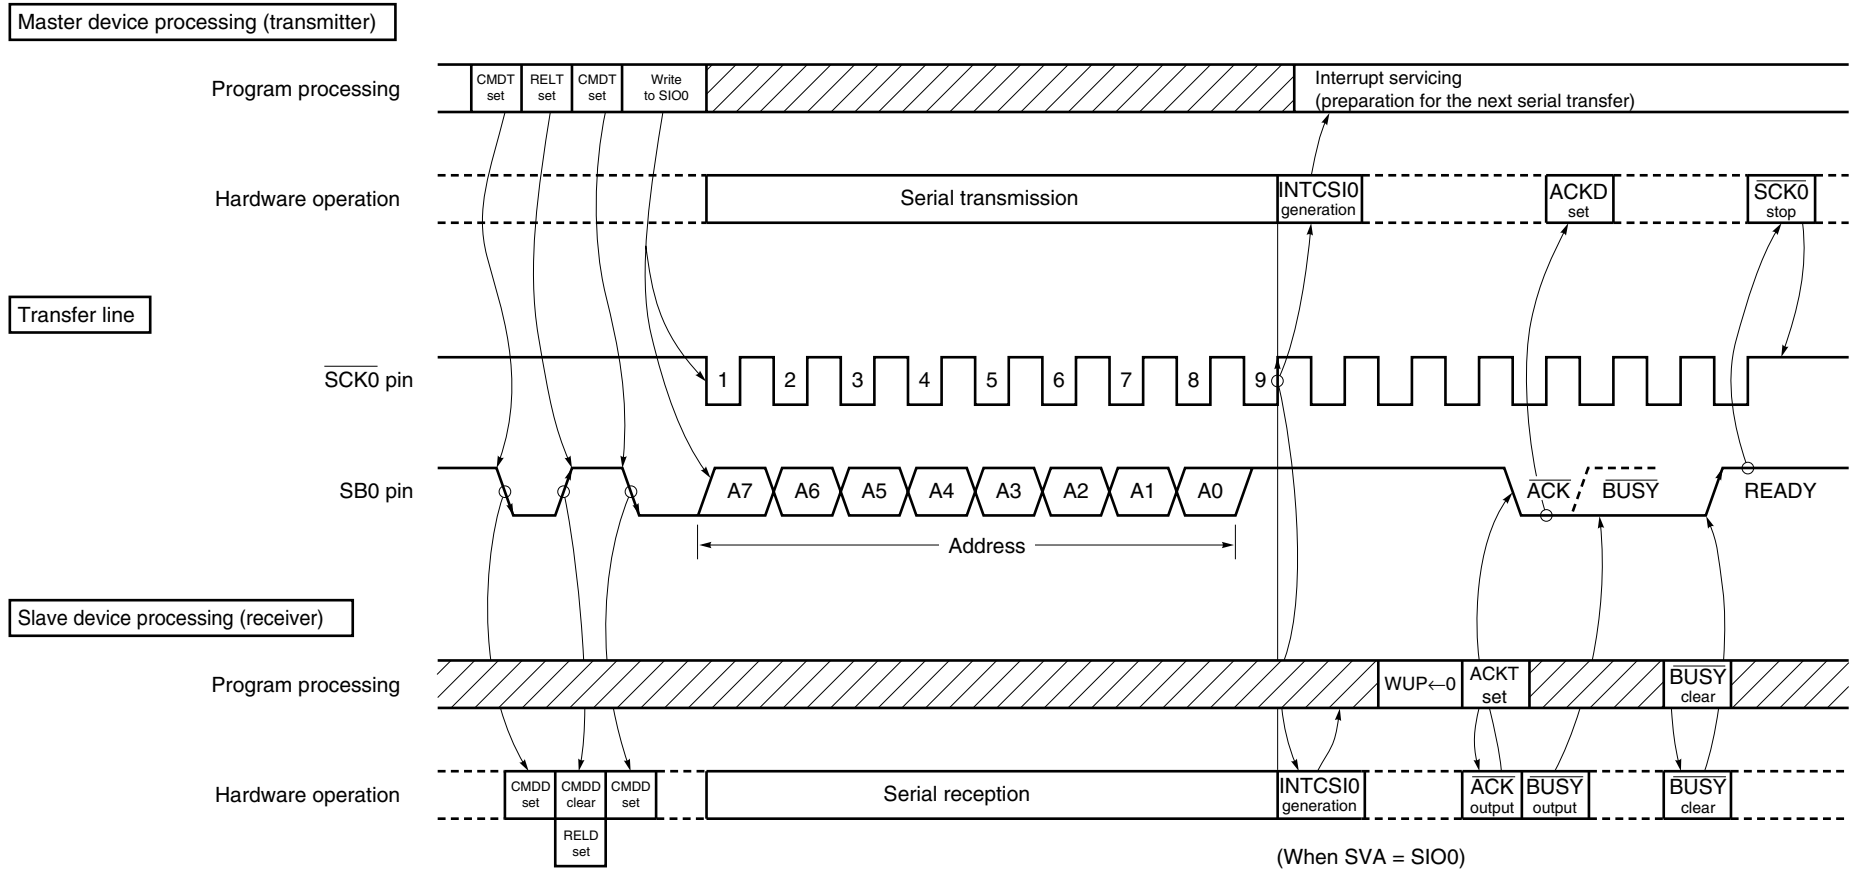 Master device processing (transmitter)
Program processing
CMDT set
RELT set
CMDT set
Write to SIO0
Interrupt servicing
(preparation for the next serial transfer)
Hardware operation
Serial transmission
INTCSI0 generation
ACKD set
SCK0 stop
Transfer line
SCK0 pin
1 2 3 4 5 6 7 8 9
SB0 pin
A7 A6 A5 A4 A3 A2 A1 A0
ACK BUSY READY
Address
Slave device processing (receiver)
Program processing
WUP←0
ACKT set
BUSY clear
Hardware operation
CMDD set
CMDD clear
CMDD set
RELD set
Serial reception
INTCSI0 generation
ACK output
BUSY output
BUSY clear
(When SVA = SIO0)